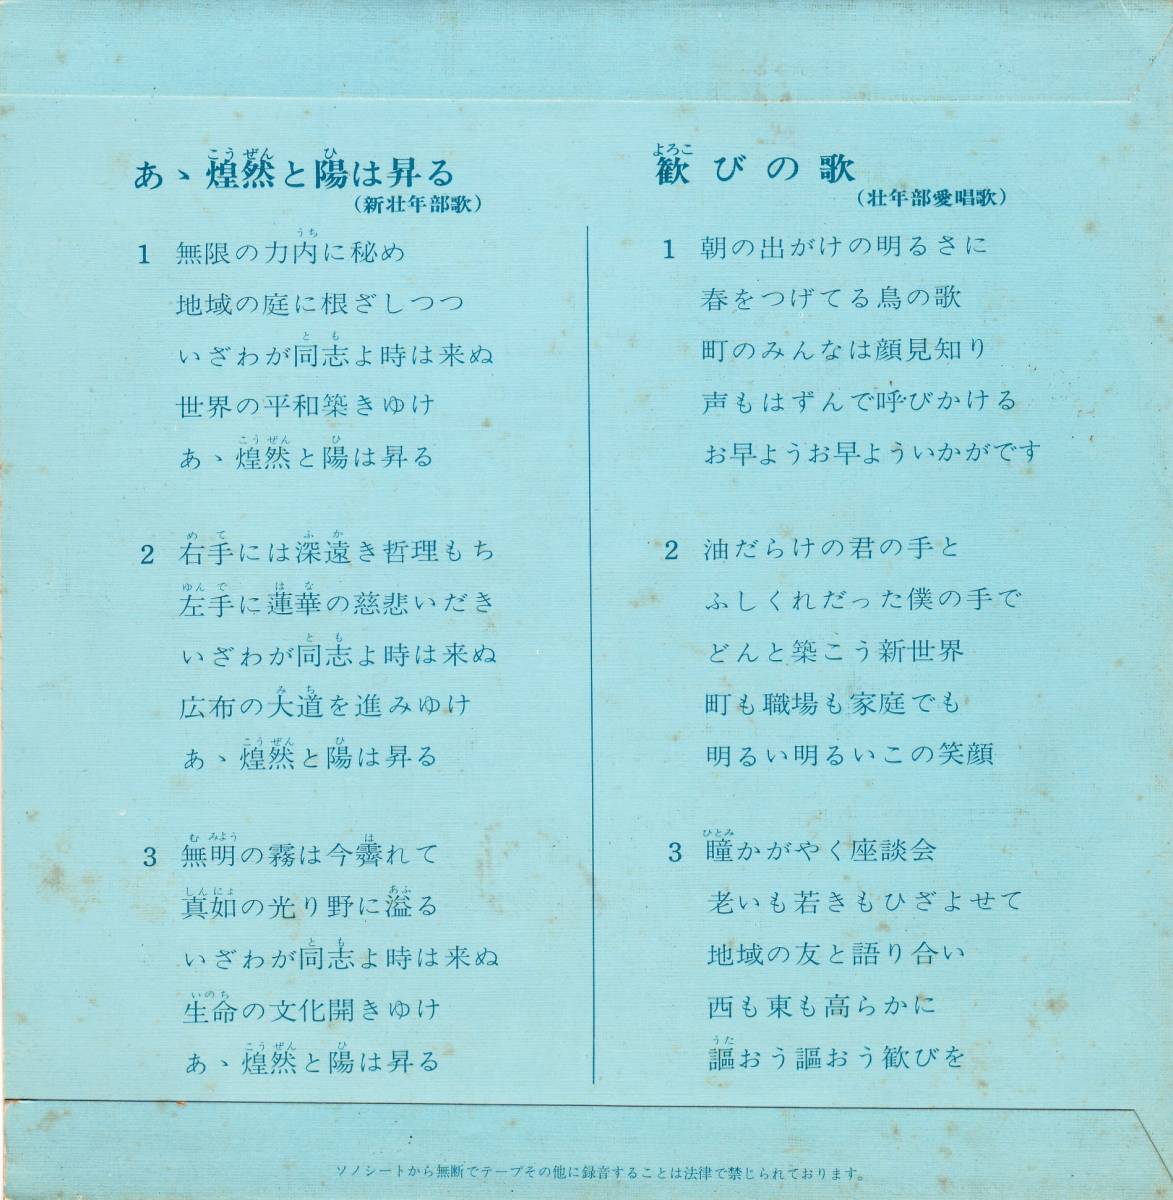 あゝ煌然と陽は昇る
(新壮年部歌)
1 無限の力内に秘め
地域の庭に根ざしつつ
いざわが同志よ時は来ぬ
世界の平和築きゆけ
あゝ煌然と陽は昇る
2 右手には深遠き哲理もち
左手に蓮華の慈悲いだき
いざわが同志よ時は来ぬ
広布の大道を進みゆけ
あゝ煌然と陽は昇る
3 無明の霧は今霽れて
真如の光り野に溢る
いざわが同志よ時は来ぬ
生命の文化開きゆけ
あゝ煌然と陽は昇る
歓びの歌
(壮年部愛唱歌)
1 朝の出がけの明るさに
春をつげてる鳥の歌
町のみんなは顔見知り
声もはずんで呼びかける
お早ようお早よういかがです
2 油だらけの君の手と
ふしくれだった僕の手で
どんと築こう新世界
町も職場も家庭でも
明るい明るいこの笑顔
3 瞳かがやく座談会
老いも若きもひざよせて
地域の友と語り合い
西も東も高らかに
謳おう謳おう歓びを
ソノシートから無断でテープその他に録音することは法律で禁じられております。